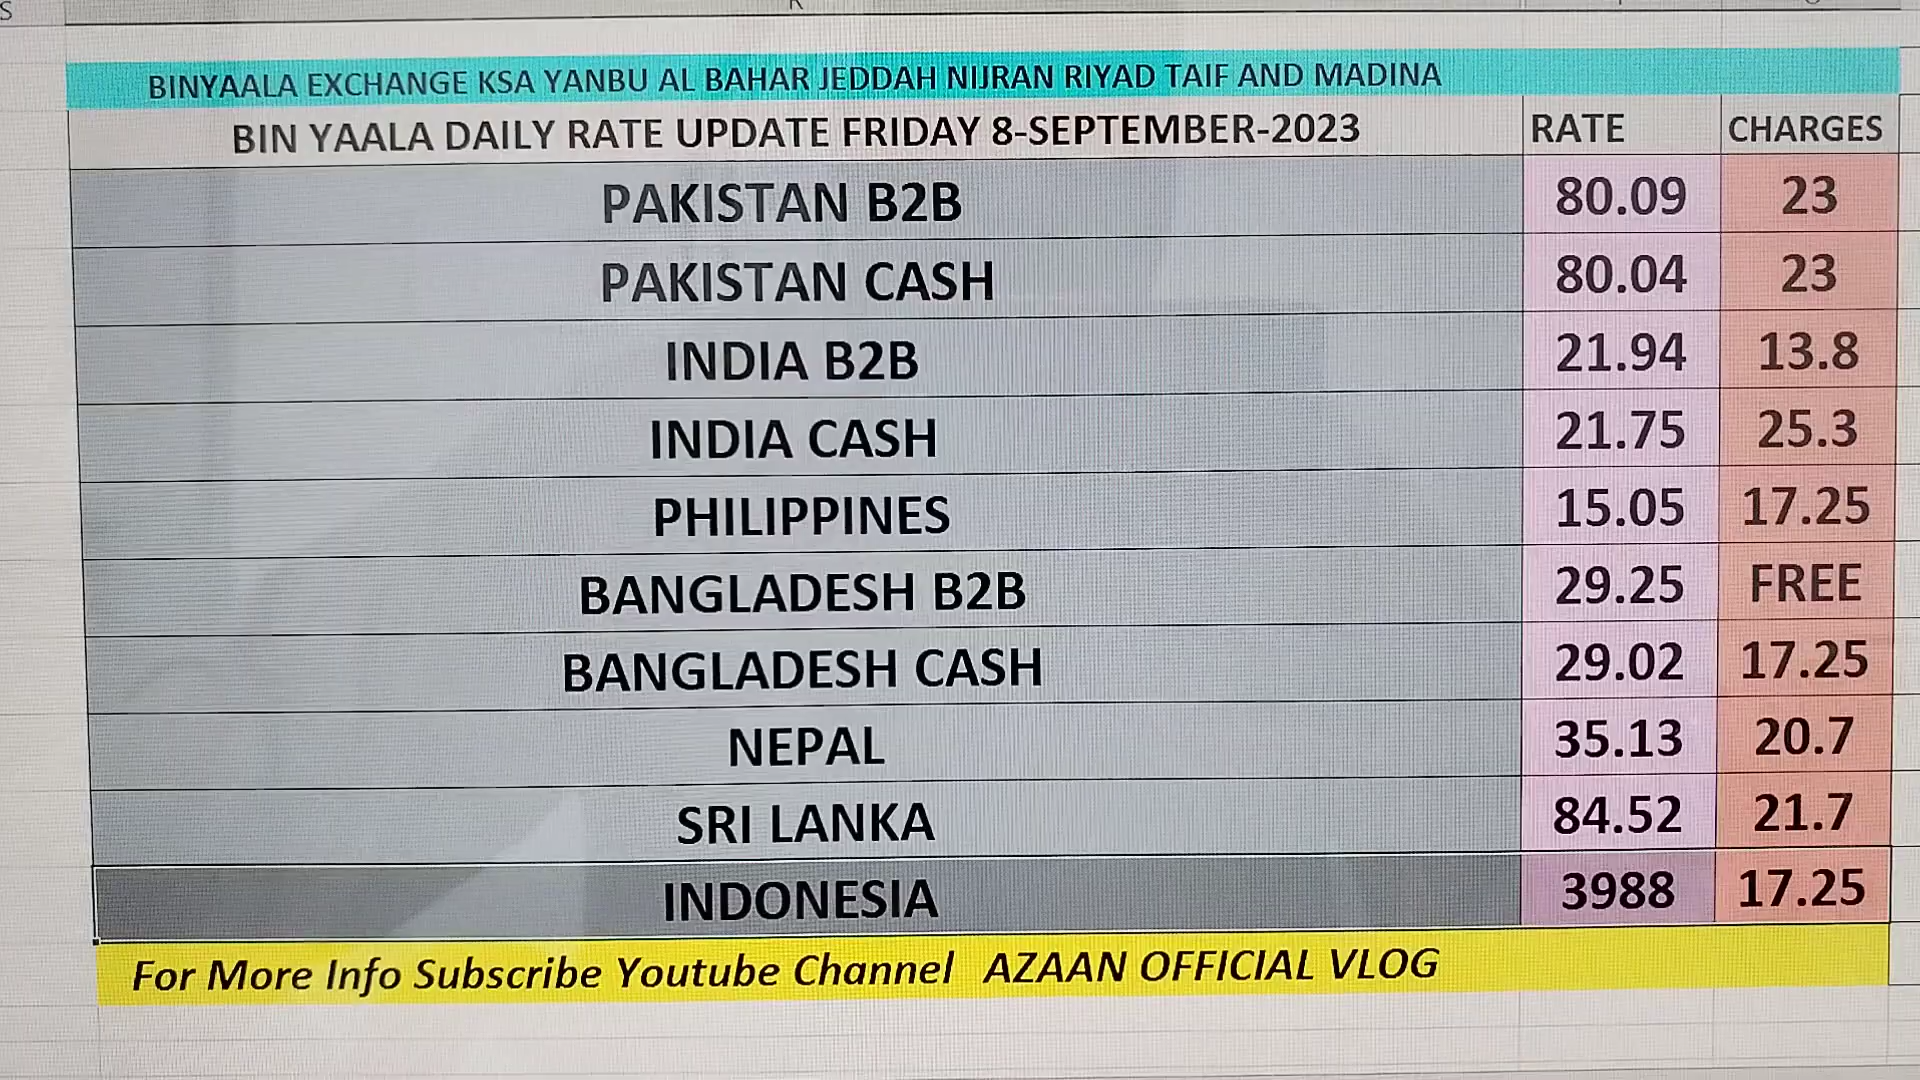 S
BINYAALA EXCHANGE KSA YANBU AL BAHAR JEDDAH NIJRAN RIYAD TAIF AND MADINA
BIN YAALA DAILY RATE UPDATE FRIDAY 8-SEPTEMBER-2023 RATE CHARGES
PAKISTAN B2B 80.09 23
PAKISTAN CASH 80.04 23
INDIA B2B 21.94 13.8
INDIA CASH 21.75 25.3
PHILIPPINES 15.05 17.25
BANGLADESH B2B 29.25 FREE
BANGLADESH CASH 29.02 17.25
NEPAL 35.13 20.7
SRI LANKA 84.52 21.7
INDONESIA 3988 17.25
For More Info Subscribe Youtube Channel AZAAN OFFICIAL VLOG